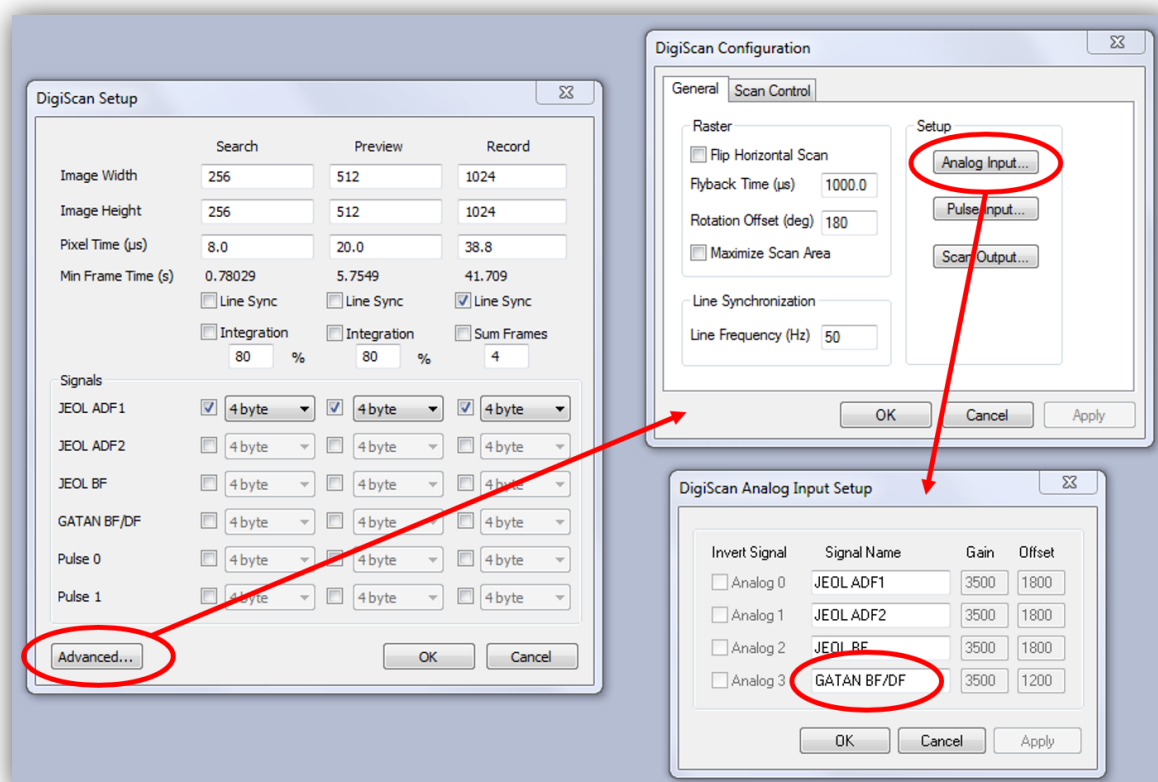 DigiScan Setup
Search Preview Record
Image Width 256 512 1024
Image Height 256 512 1024
Pixel Time (µs) 8.0 20.0 38.8
Min Frame Time (s) 0.78029 5.7549 41.709
Line Sync Line Sync Line Sync
Integration Integration Sum Frames
80 % 80 % 4
Signals
JEOL ADF1 4 byte 4 byte 4 byte
JEOL ADF2 4 byte 4 byte 4 byte
JEOL BF 4 byte 4 byte 4 byte
GATAN BF/DF 4 byte 4 byte 4 byte
Pulse 0 4 byte 4 byte 4 byte
Pulse 1 4 byte 4 byte 4 byte
Advanced... OK Cancel
DigiScan Configuration
General Scan Control
Raster
Flip Horizontal Scan
Flyback Time (µs) 1000.0
Rotation Offset (deg) 180
Maximize Scan Area
Line Synchronization
Line Frequency (Hz) 50
Setup
Analog Input...
Pulse Input...
Scan Output...
OK Cancel Apply
DigiScan Analog Input Setup
Invert Signal Signal Name Gain Offset
Analog 0 JEOL ADF1 3500 1800
Analog 1 JEOL ADF2 3500 1800
Analog 2 JEOL BF 3500 1800
Analog 3 GATAN BF/DF 3500 1200
OK Cancel Apply